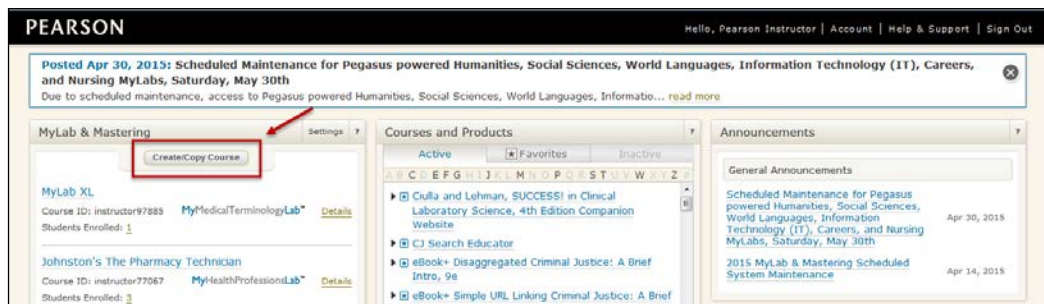 PEARSON
Hello, Pearson Instructor | Account | Help & Support | Sign Out
Posted Apr 30, 2015: Scheduled Maintenance for Pegasus powered Humanities, Social Sciences, World Languages, Information Technology (IT), Careers,
and Nursing MyLabs, Saturday, May 30th
Due to scheduled maintenance, access to Pegasus powered Humanities, Social Sciences, World Languages, Informatio... read more
MyLab & Mastering
Settings
?
Create/Copy Course
MyLab XL
Course ID: instructor97885
MyMedicalTerminologyLab™
Details
Students Enrolled: 1
Johnston's The Pharmacy Technician
Course ID: instructor77067
MyHealthProfessionsLab™
Details
Students Enrolled: 3
Courses and Products
?
Active
Favorites
Inactive
A B C D E F G H I J K L M N O P Q R S T U V W X Y Z #
Ciulla and Lehman, SUCCESS! in Clinical
Laboratory Science, 4th Edition Companion
Website
CJ Search Educator
eBook+ Disaggregated Criminal Justice: A Brief
Intro, 9e
eBook+ Simple URL Linking Criminal Justice: A Brief
Announcements
?
General Announcements
Scheduled Maintenance for Pegasus
powered Humanities, Social Sciences,
World Languages, Information
Technology (IT), Careers, and Nursing
MyLabs, Saturday, May 30th
Apr 30, 2015
2015 MyLab & Mastering Scheduled
System Maintenance
Apr 14, 2015